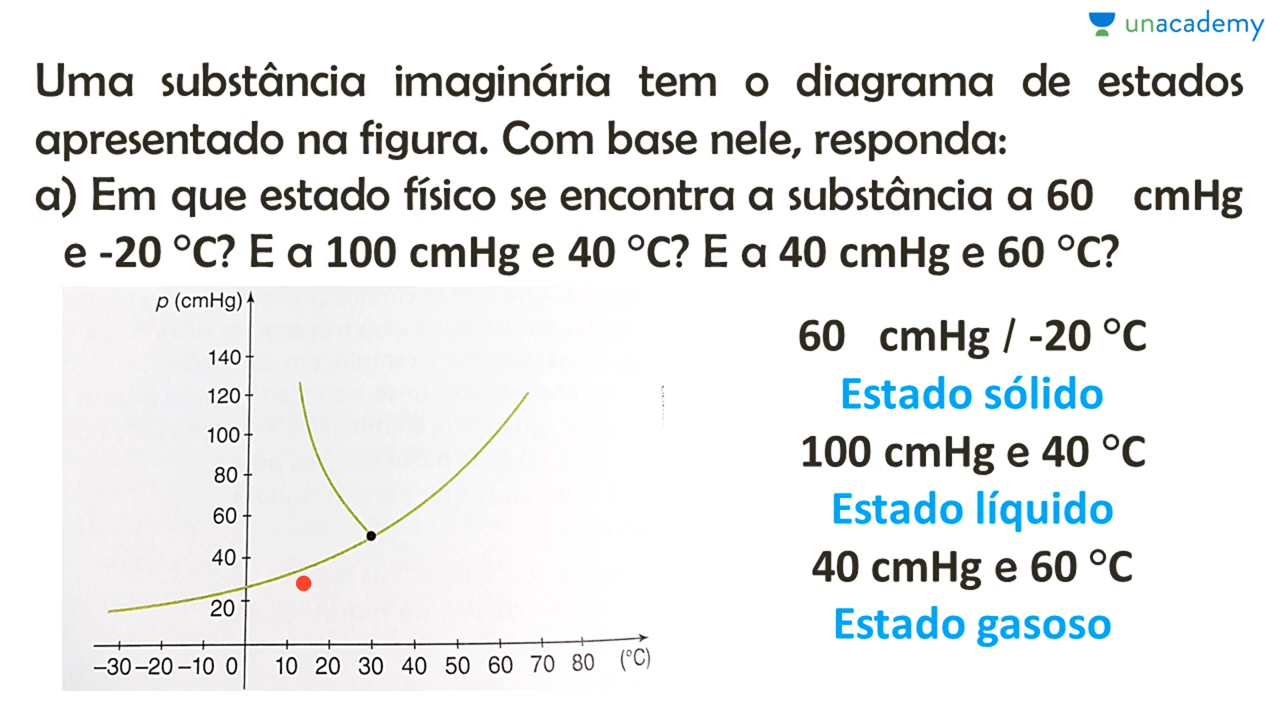 unacademy
Uma substância imaginária tem o diagrama de estados
apresentado na figura. Com base nele, responda:
a) Em que estado físico se encontra a substância a 60 cmHg
e -20 °C? E a 100 cmHg e 40 °C? E a 40 cmHg e 60 °C?
p (cmHg)
140
120
100
80
60
40
20
−30 −20 −10 0 10 20 30 40 50 60 70 80 (°C)
60 cmHg / -20 °C
Estado sólido
100 cmHg e 40 °C
Estado líquido
40 cmHg e 60 °C
Estado gasoso